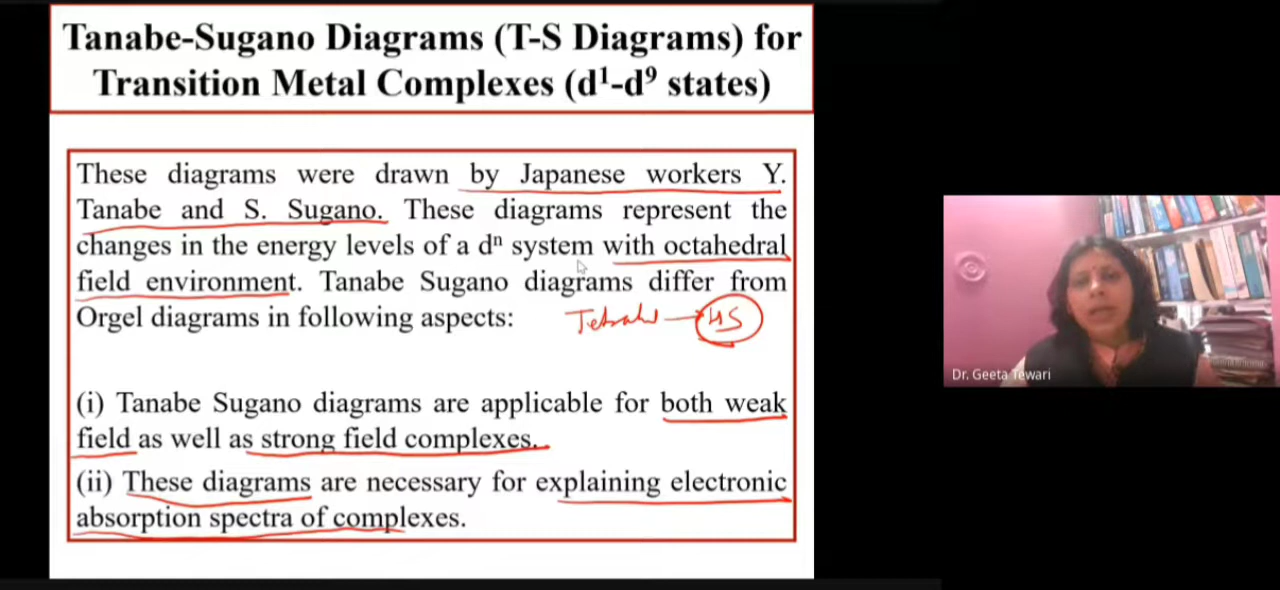 Tanabe-Sugano Diagrams (T-S Diagrams) for
Transition Metal Complexes (d¹-d⁹ states)
These diagrams were drawn by Japanese workers Y.
Tanabe and S. Sugano. These diagrams represent the
changes in the energy levels of a dⁿ system with octahedral
field environment. Tanabe Sugano diagrams differ from
Orgel diagrams in following aspects:
HS
(i) Tanabe Sugano diagrams are applicable for both weak
field as well as strong field complexes.
(ii) These diagrams are necessary for explaining electronic
absorption spectra of complexes.
Dr. Geeta Tewari